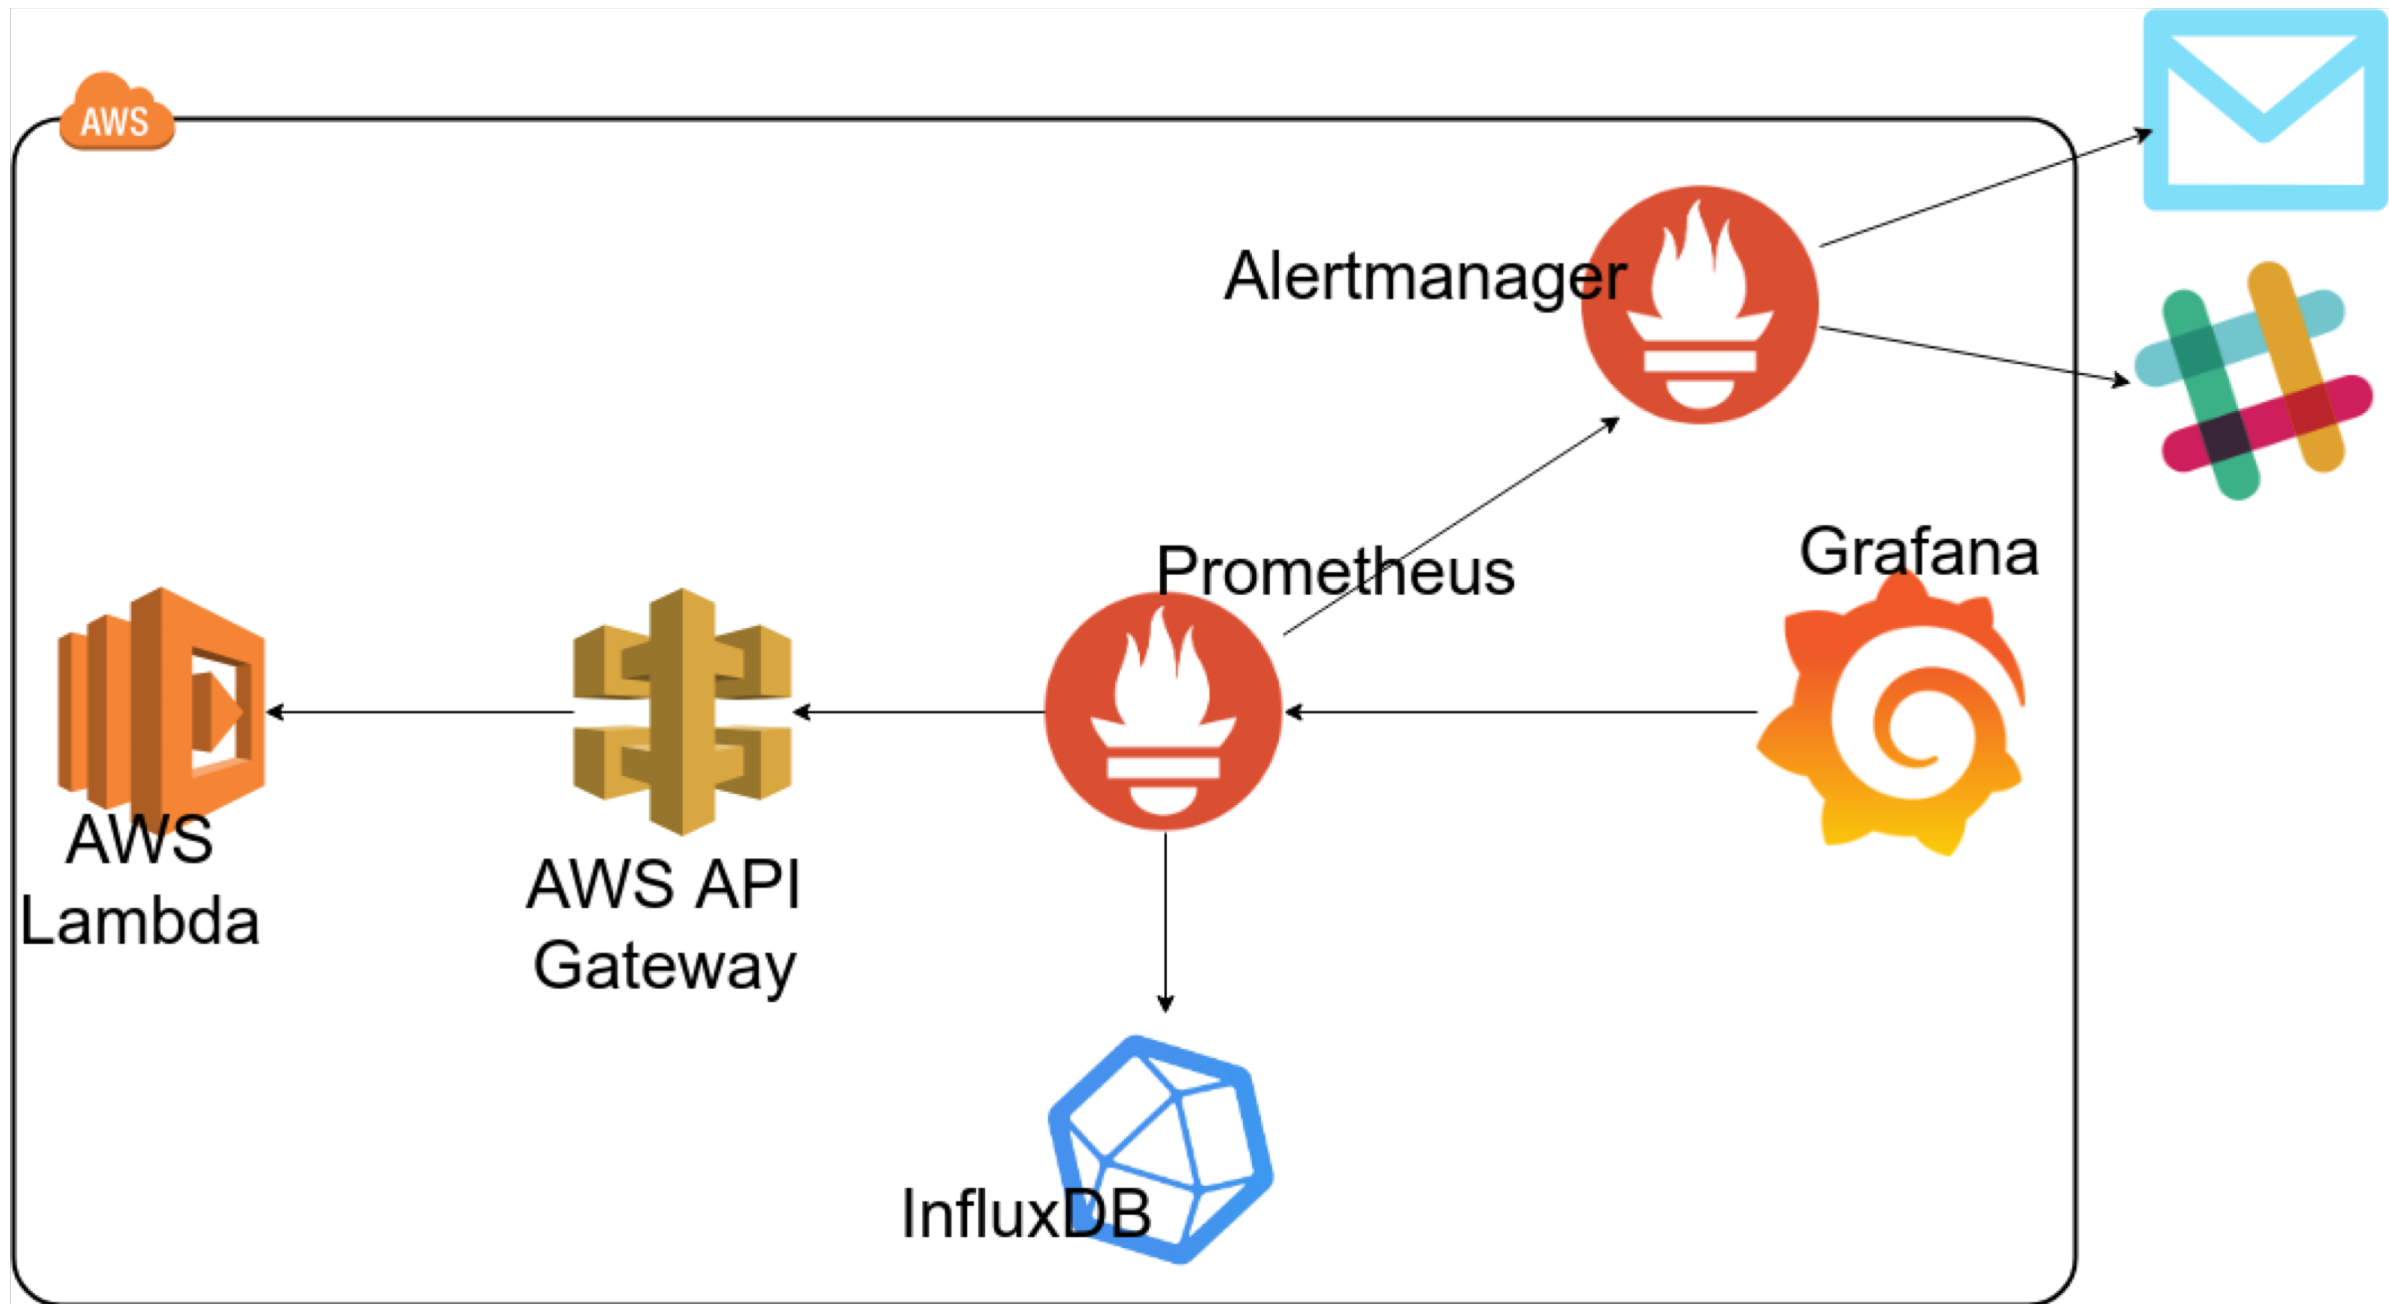 AWS
Alertmanager
Prometheus
Grafana
AWS
Lambda
AWS API
Gateway
InfluxDB